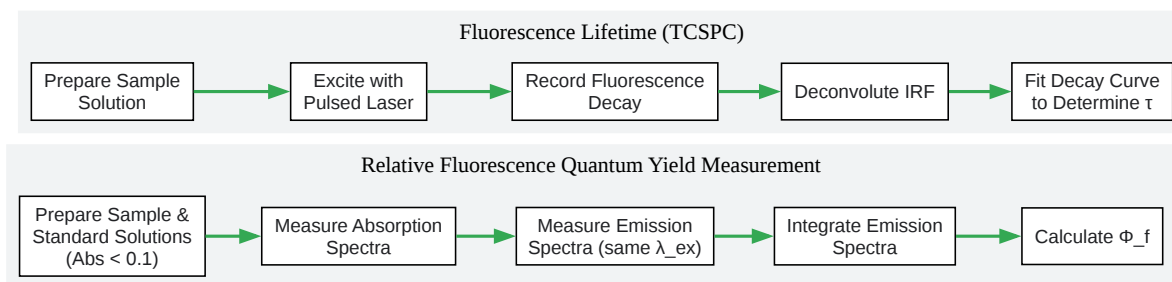 Fluorescence Lifetime (TCSPC)
Prepare Sample
Solution
Excite with
Pulsed Laser
Record Fluorescence
Decay
Deconvolute IRF
Fit Decay Curve
to Determine τ
Relative Fluorescence Quantum Yield Measurement
Prepare Sample &
Standard Solutions
(Abs < 0.1)
Measure Absorption
Spectra
Measure Emission
Spectra (same λ_ex)
Integrate Emission
Spectra
Calculate Φ_f